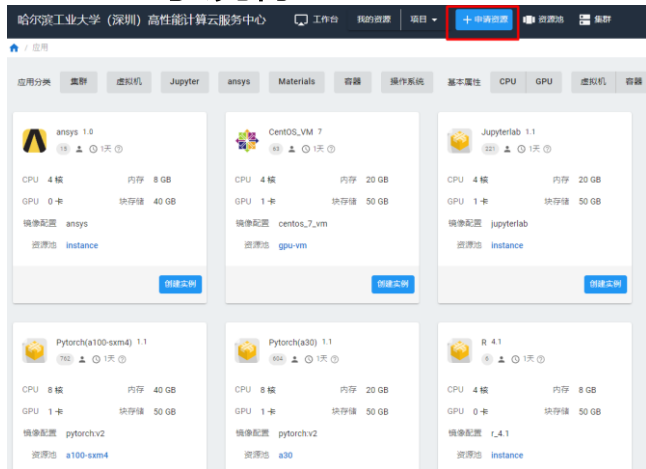 哈尔滨工业大学（深圳）高性能计算云服务中心 工作台 我的资源 项目 + 申请资源 资源池 集群
/ 应用
应用分类 集群 虚拟机 Jupyter ansys Materials 容器 操作系统 基本属性 CPU GPU 虚拟机 容器
ansys 1.0 CentOS_VM 7 Jupyterlab 1.1
15 1天 65 1天 221 1天
CPU 4 核 内存 8 GB CPU 4 核 内存 20 GB CPU 4 核 内存 20 GB
GPU 0 卡 块存储 40 GB GPU 1 卡 块存储 50 GB GPU 1 卡 块存储 50 GB
镜像配置 ansys 镜像配置 centos_7_vm 镜像配置 jupyterlab
资源池 instance 资源池 gpu-vm 资源池 instance
创建实例 创建实例 创建实例
Pytorch(a100-sxm4) 1.1 Pytorch(a30) 1.1 R 4.1
762 1天 604 1天 6 1天
CPU 8 核 内存 40 GB CPU 8 核 内存 20 GB CPU 4 核 内存 8 GB
GPU 1 卡 块存储 50 GB GPU 1 卡 块存储 50 GB GPU 0 卡 块存储 50 GB
镜像配置 pytorch:v2 镜像配置 pytorch:v2 镜像配置 r_4.1
资源池 a100-sxm4 资源池 a30 资源池 instance